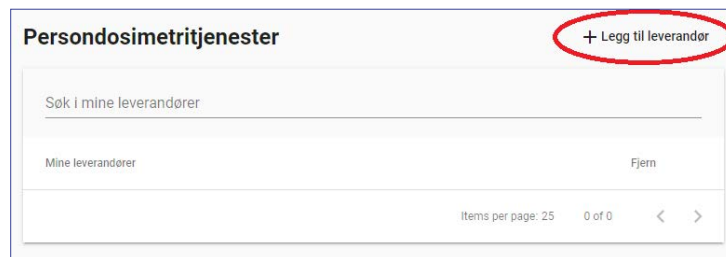 Persondosimetritjenester
+ Legg til leverandør
Søk i mine leverandører
Mine leverandører Fjern
Items per page: 25 0 of 0 < >